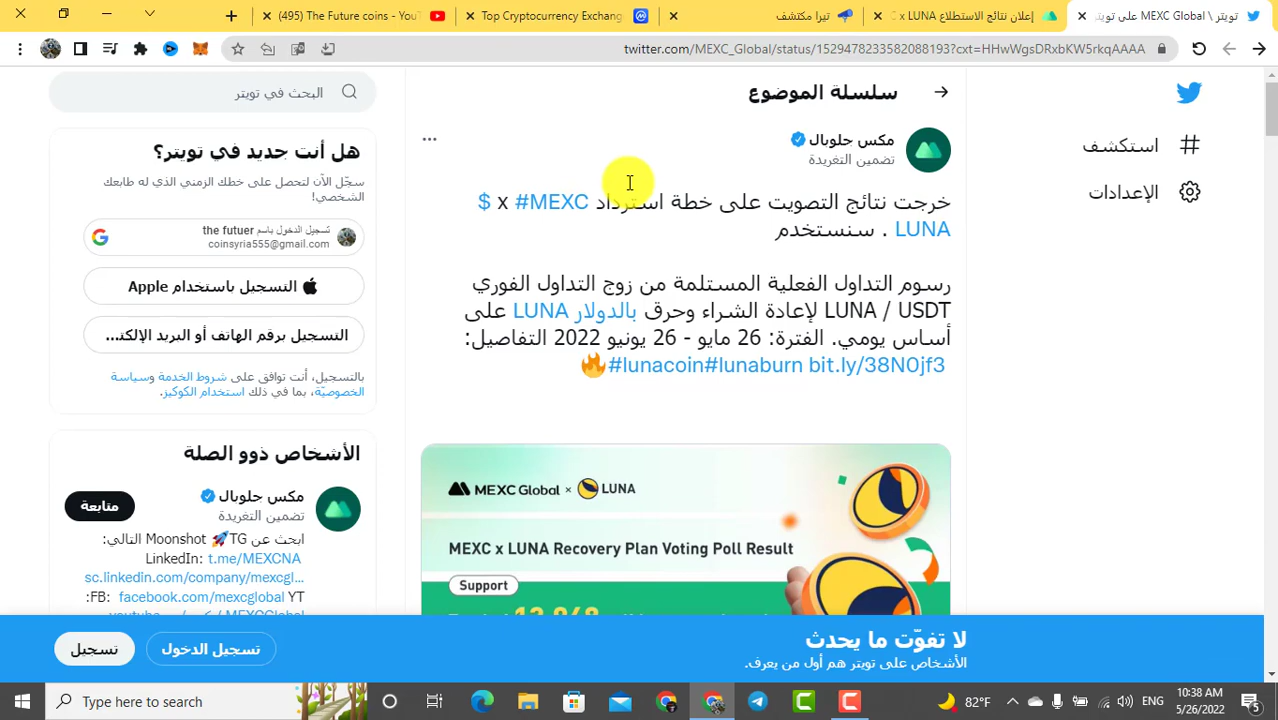 (495) The Future coins - YouT
Top Cryptocurrency Exchang
تيرا مكتشف
إعلان نتائج الاستطلاع x LUNA
تويتر \ MEXC Global على تويتر
twitter.com/MEXC_Global/status/1529478233582088193?cxt=HHwWgsDRxbKW5rkqAAAA
البحث في تويتر
هل أنت جديد في تويتر؟
سجّل الآن لتحصل على خطك الزمني الذي له طابعك
الشخصي!
تسجيل الدخول باسم the futuer
coinsyria555@gmail.com
التسجيل باستخدام Apple
التسجيل برقم الهاتف أو البريد الإلكتـ...
بالتسجيل، أنت توافق على شروط الخدمة وسياسة
الخصوصيّة، بما في ذلك استخدام الكوكيز.
الأشخاص ذوو الصلة
مكس جلوبال
تضمين التغريدة
متابعة
ابحث عن Moonshot 🚀TG التالي:
LinkedIn: t.me/MEXCNA
sc.linkedin.com/company/mexcgl...
FB: facebook.com/mexcglobal YT:
سلسلة الموضوع
مكس جلوبال
تضمين التغريدة
خرجت نتائج التصويت على خطة استرداد #MEXC x $
LUNA . سنستخدم
رسوم التداول الفعلية المستلمة من زوج التداول الفوري
LUNA / USDT لإعادة الشراء وحرق بالدولار LUNA على
أساس يومي. الفترة: 26 مايو - 26 يونيو 2022 التفاصيل:
🔥#lunacoin#lunaburn bit.ly/38N0jf3
MEXC Global x LUNA
MEXC x LUNA Recovery Plan Voting Poll Result
Support
استكشف
الإعدادات
لا تفوّت ما يحدث
الأشخاص على تويتر هم أول من يعرف.
تسجيل الدخول
تسجيل
Type here to search
82°F
ENG
10:38 AM
5/26/2022
5